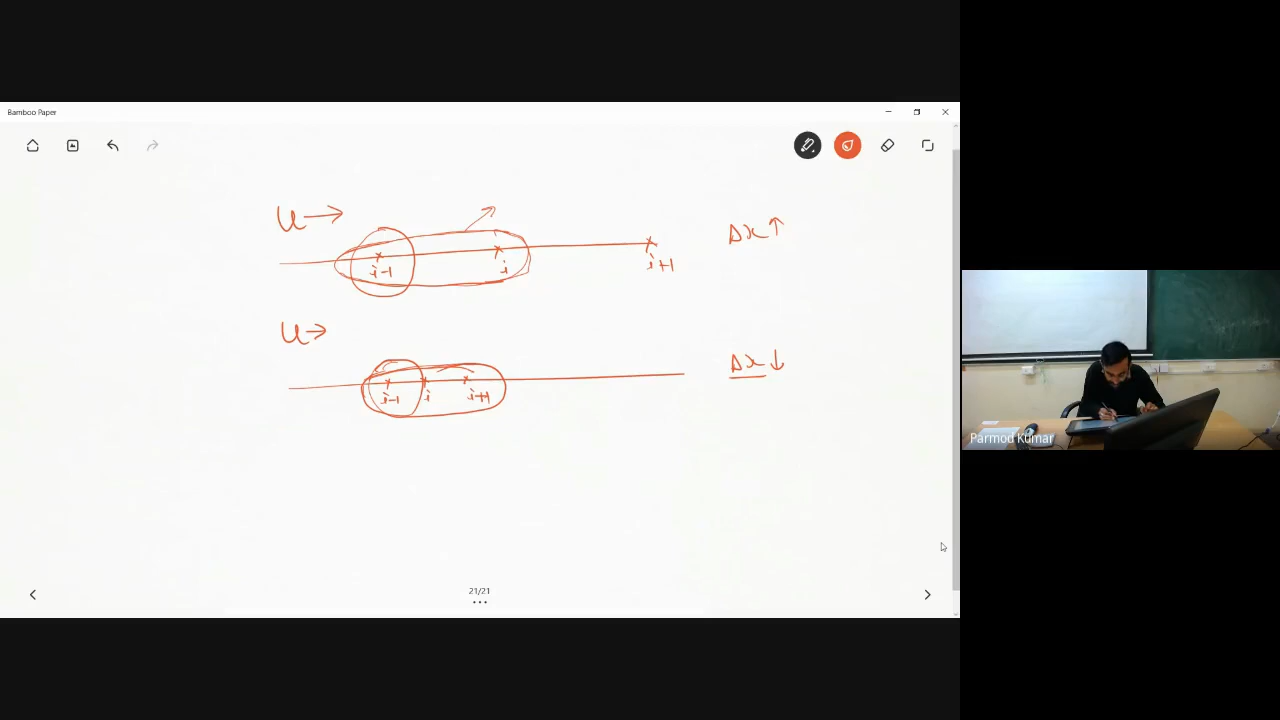 Bamboo Paper
u →
Δx ↑
i-1
i
i+1
u →
Δx ↓
i-1
i
i+1
21/21
Parmod Kumar